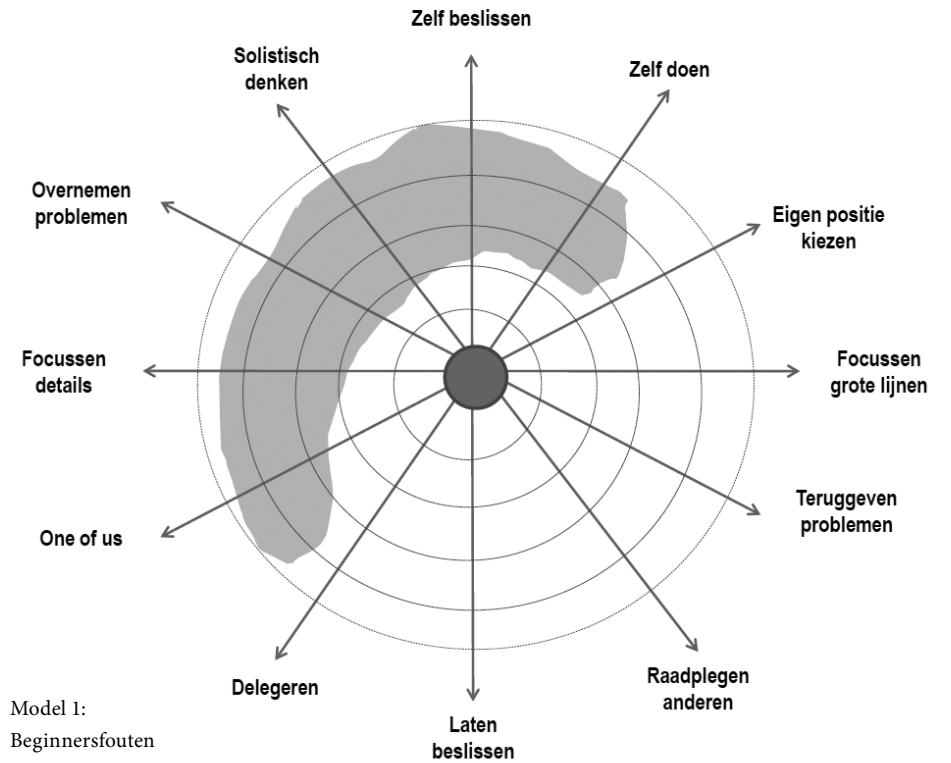 Zelf beslissen
Solistisch
denken
Zelf doen
Overnemen
problemen
Eigen positie
kiezen
Focussen
details
Focussen
grote lijnen
One of us
Teruggeven
problemen
Delegeren
Raadplegen
anderen
Laten
beslissen
Model 1:
Beginnersfouten